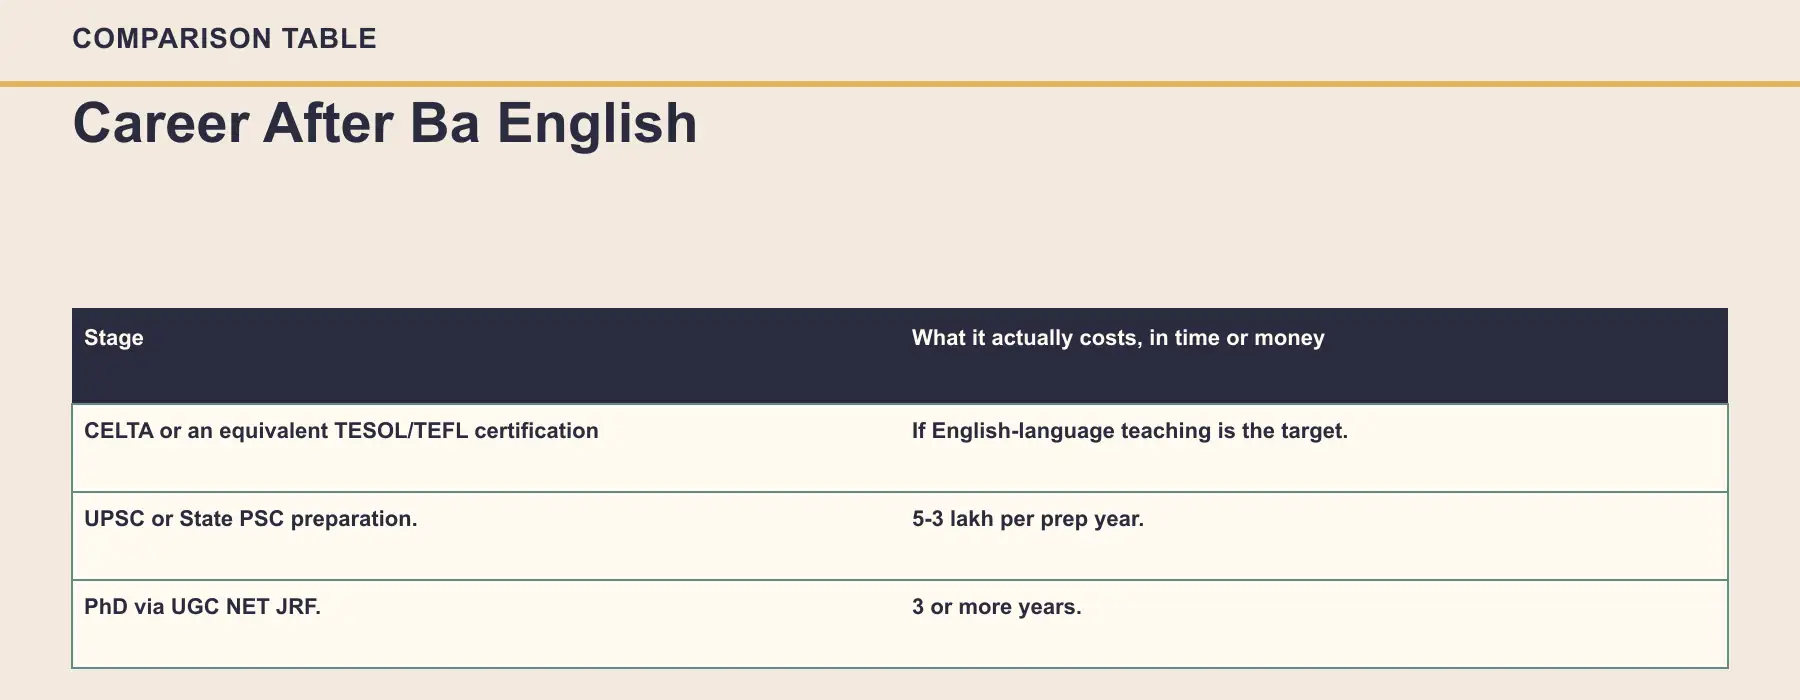 COMPARISON TABLE
Career After Ba English
Stage What it actually costs, in time or money
CELTA or an equivalent TESOL/TEFL certification If English-language teaching is the target.
UPSC or State PSC preparation. 5-3 lakh per prep year.
PhD via UGC NET JRF. 3 or more years.